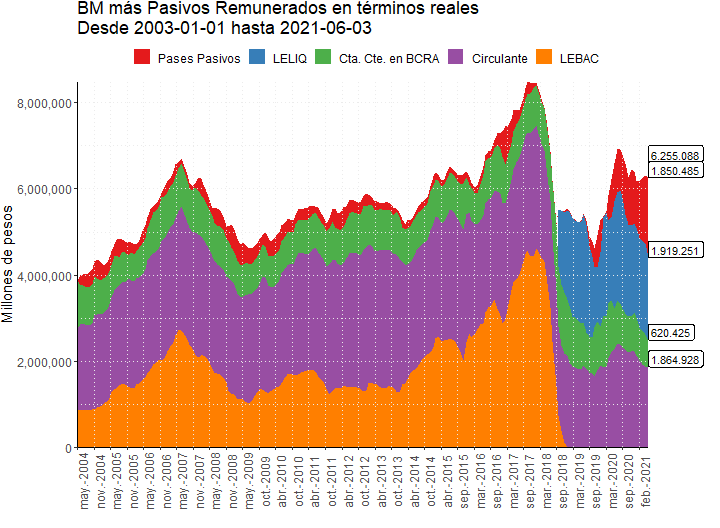 BM más Pasivos Remunerados en términos reales
Desde 2003-01-01 hasta 2021-06-03
Pases Pasivos
LELIQ
Cta. Cte. en BCRA
Circulante
LEBAC
Millones de pesos
8,000,000
6,000,000
4,000,000
2,000,000
0
6.255.088
1.850.485
1.919.251
620.425
1.864.928
may.-2004
nov.-2004
may.-2005
nov.-2005
may.-2006
nov.-2006
may.-2007
nov.-2007
may.-2008
nov.-2008
may.-2009
oct.-2009
abr.-2010
oct.-2010
abr.-2011
oct.-2011
abr.-2012
oct.-2012
abr.-2013
oct.-2013
abr.-2014
oct.-2014
abr.-2015
sep.-2015
mar.-2016
sep.-2016
mar.-2017
sep.-2017
mar.-2018
sep.-2018
mar.-2019
sep.-2019
mar.-2020
sep.-2020
feb.-2021